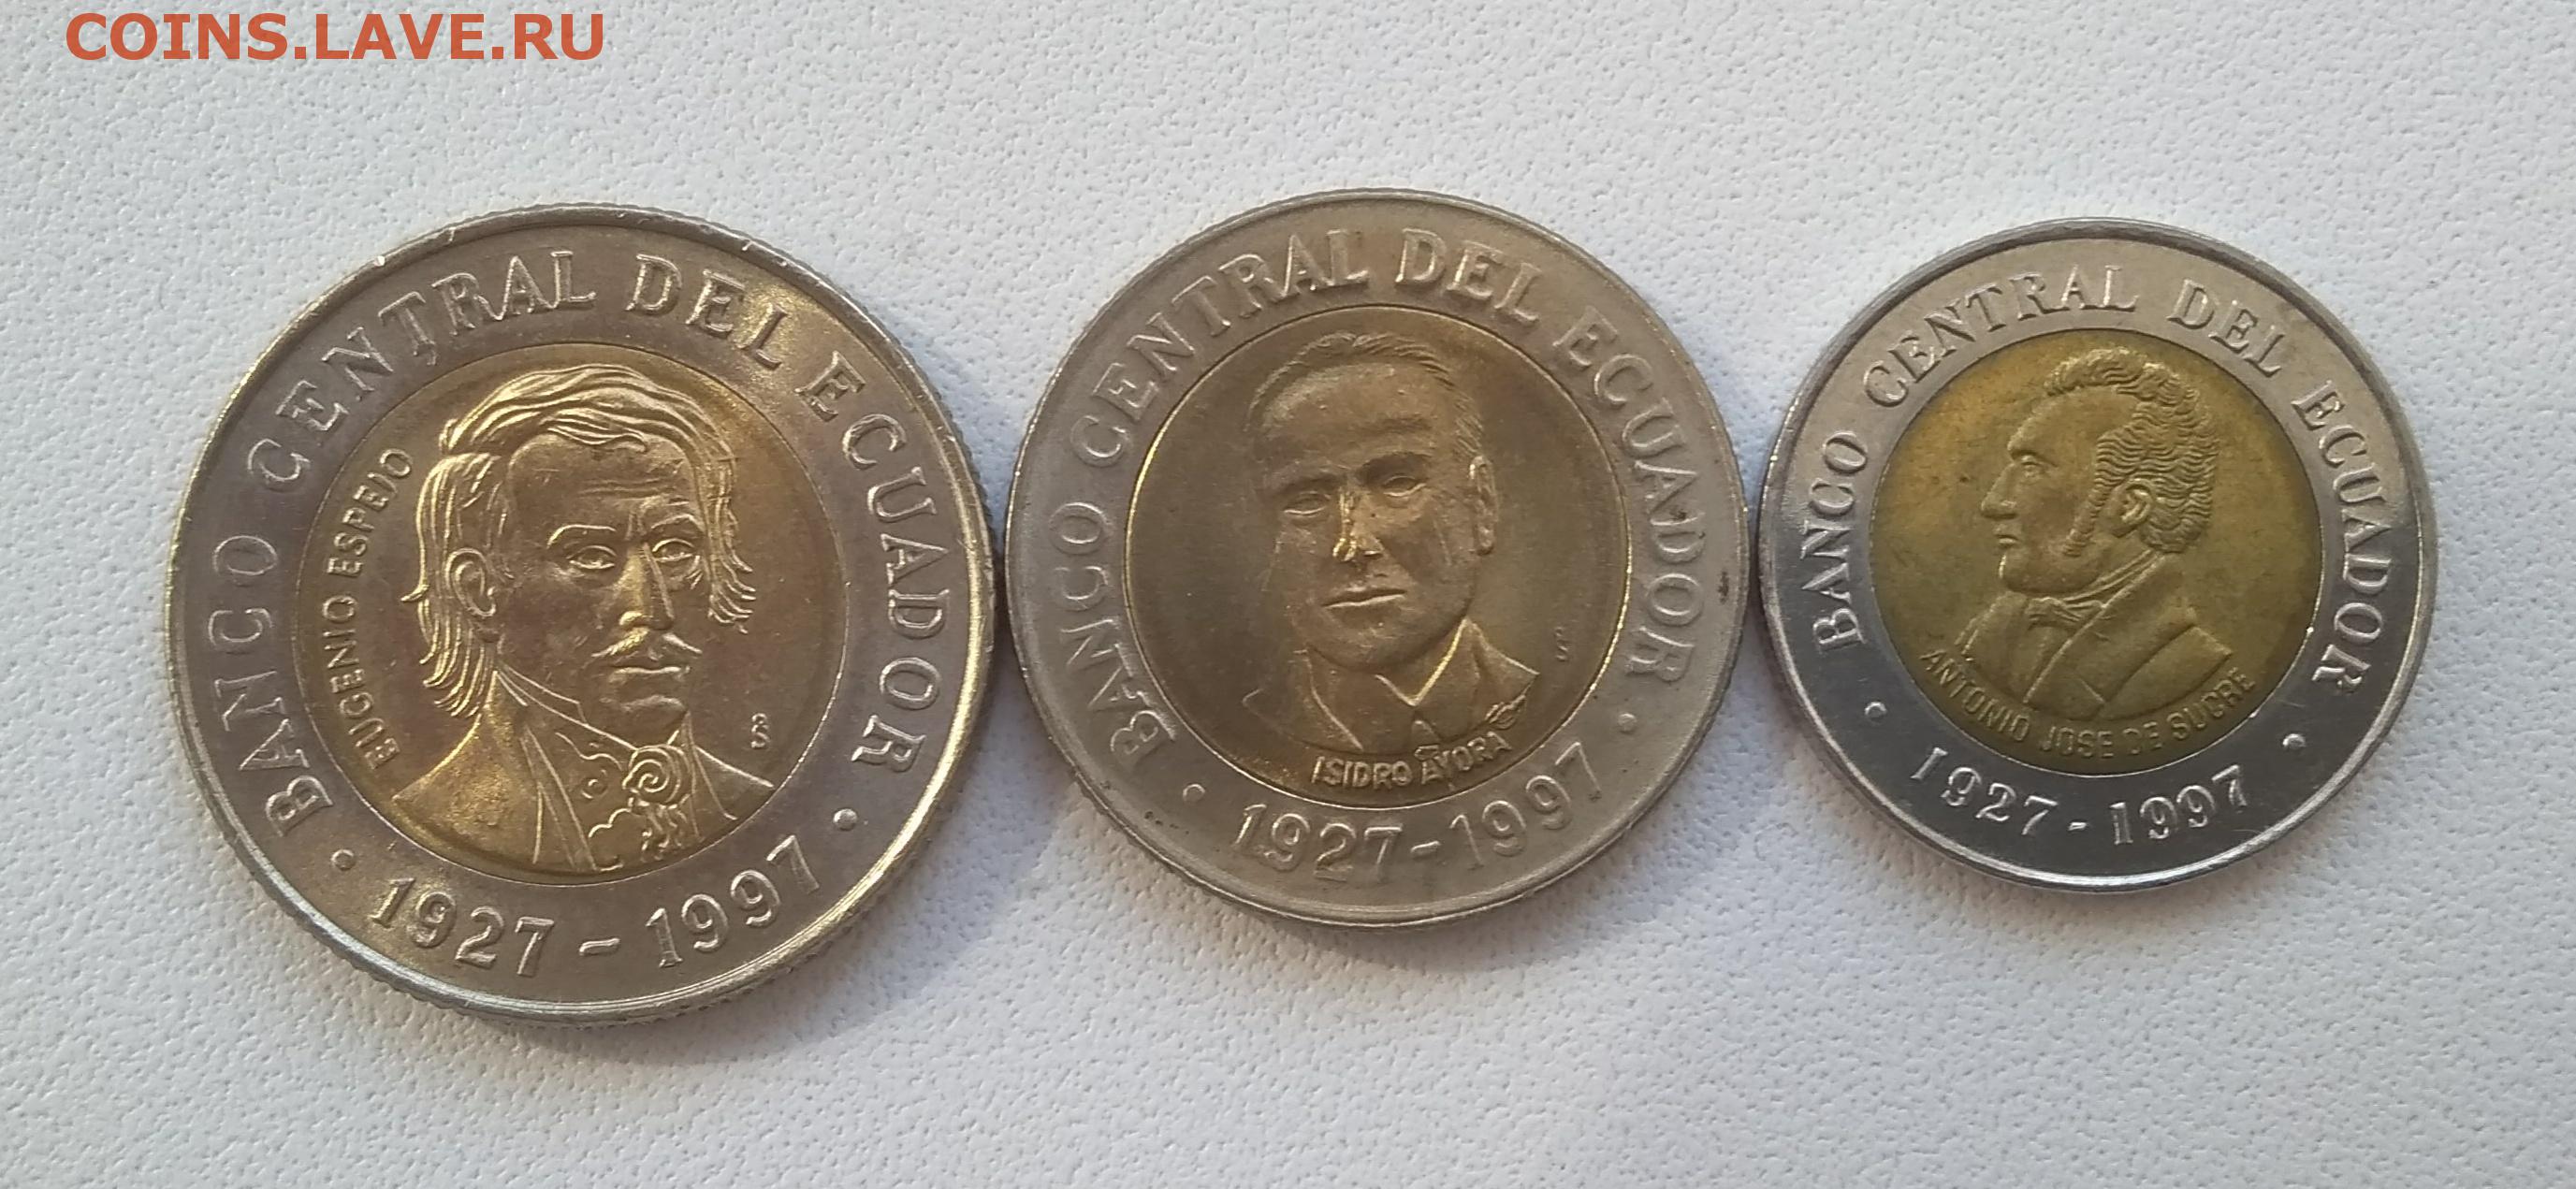 COINS.LAVE.RU
BANCO CENTRAL DEL ECUADOR
EUGENIO ESPEJO
• 1927 - 1997 •
BANCO CENTRAL DEL ECUADOR
ISIDRO AYORA
• 1927 - 1997 •
BANCO CENTRAL DEL ECUADOR
ANTONIO JOSE DE SUCRE
• 1927 - 1997 •